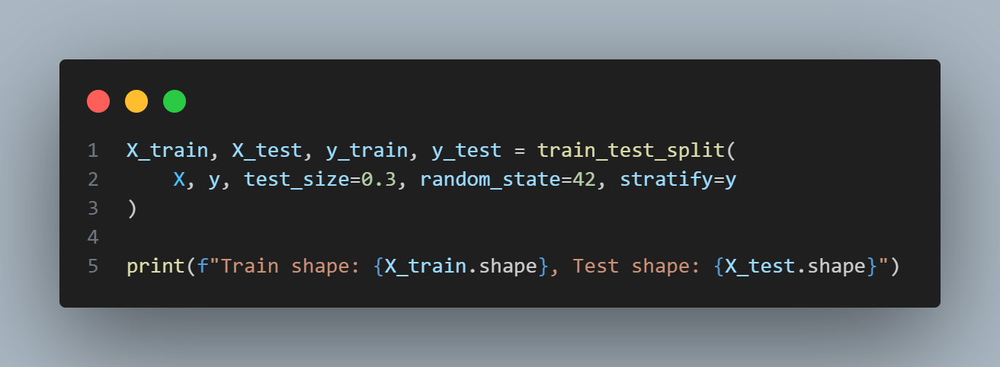 1 X_train, X_test, y_train, y_test = train_test_split(
2     X, y, test_size=0.3, random_state=42, stratify=y
3 )
4
5 print(f"Train shape: {X_train.shape}, Test shape: {X_test.shape}")